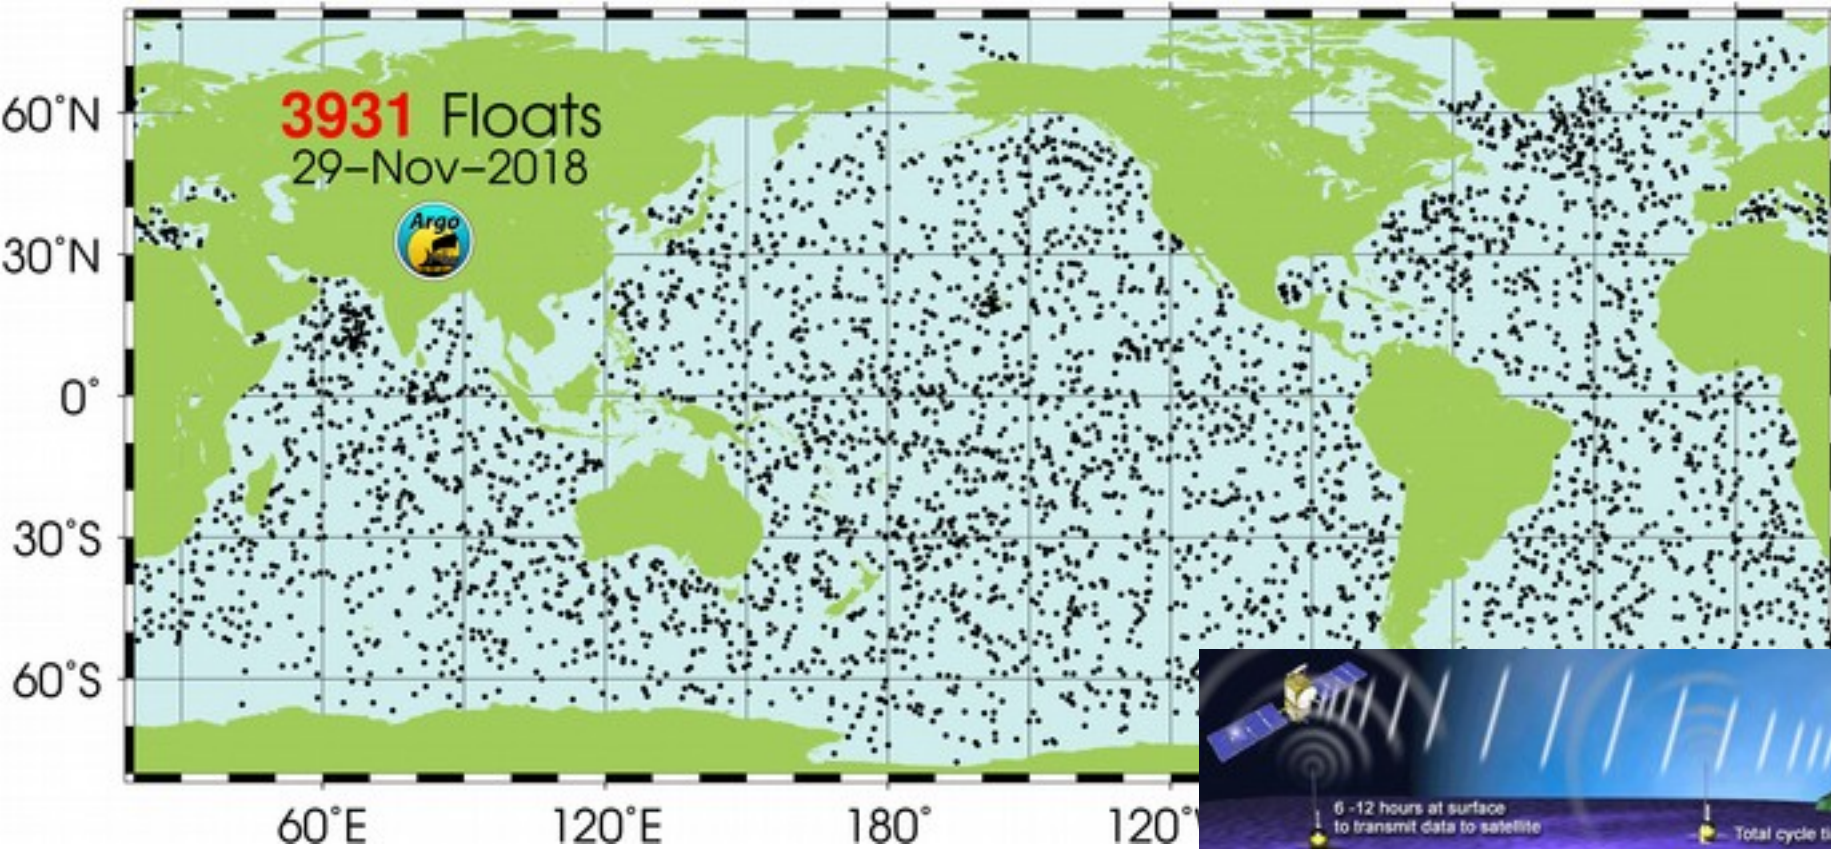 3931 Floats
29-Nov-2018
Argo
60°N
30°N
0°
30°S
60°S
60°E
120°E
180°
120°
6 -12 hours at surface
to transmit data to satellite
Total cycle